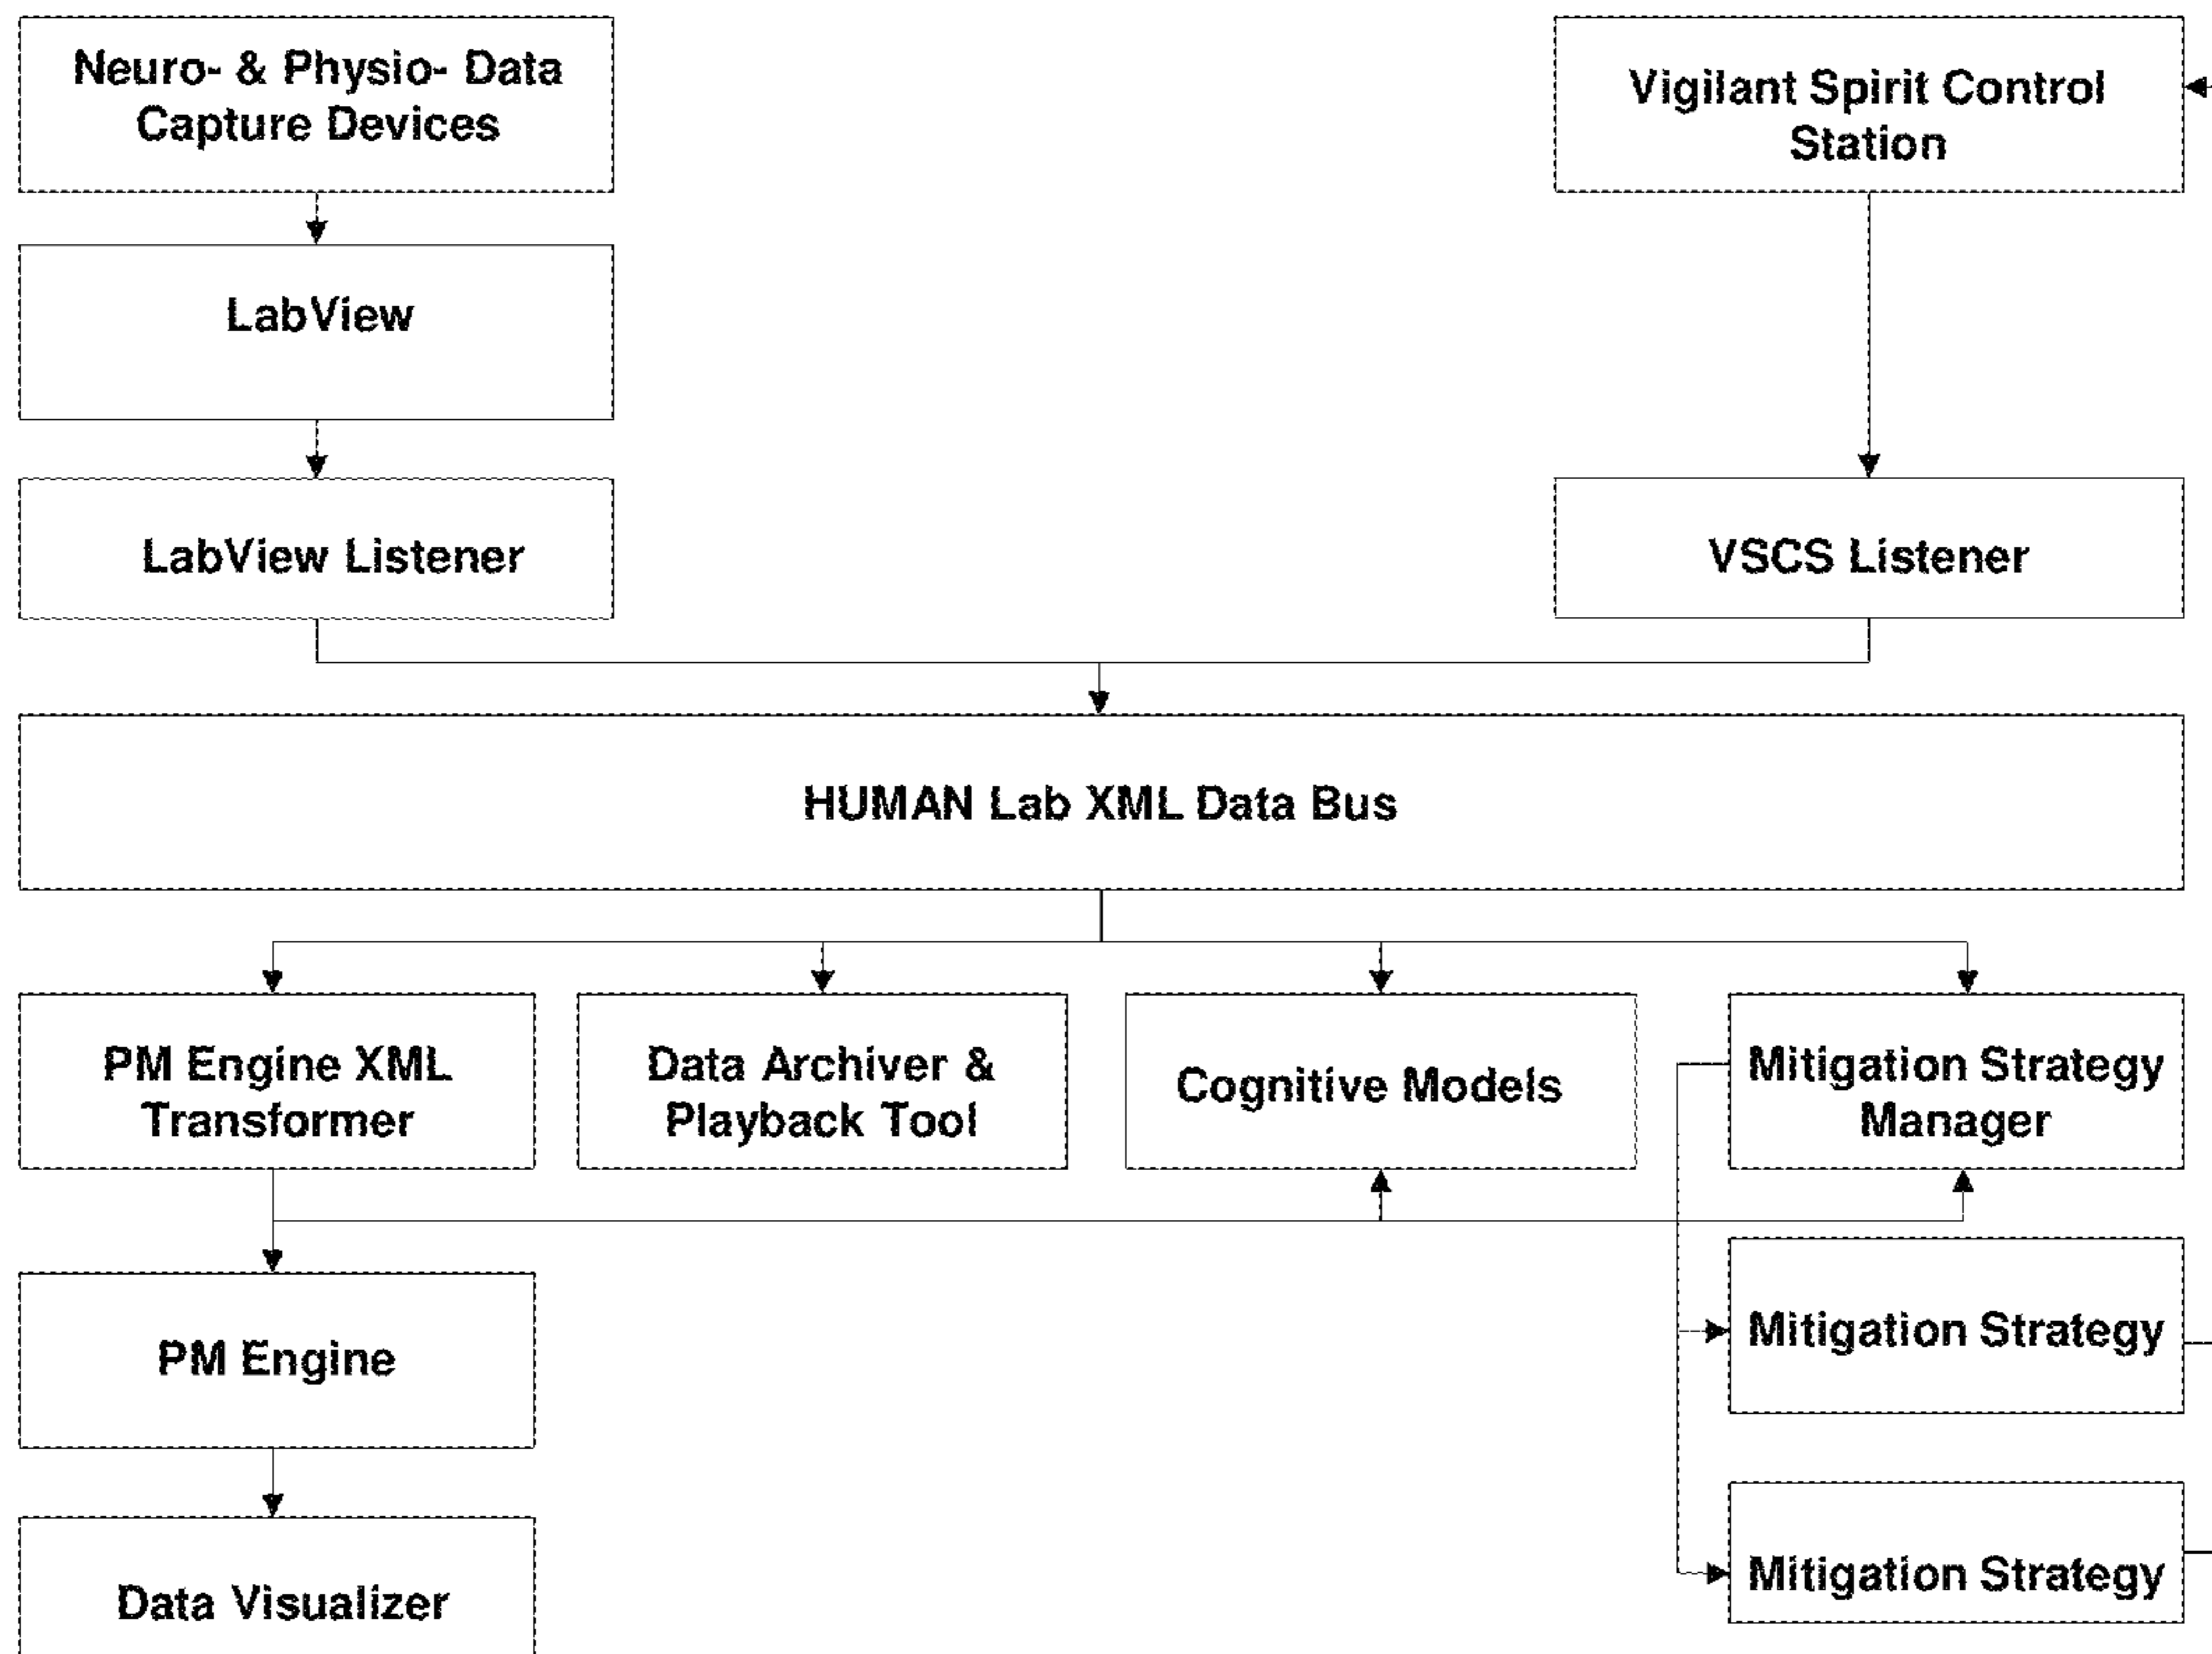 Neuro- & Physio- Data
Capture Devices
Vigilant Spirit Control
Station
LabView
LabView Listener
VSCS Listener
HUMAN Lab XML Data Bus
PM Engine XML
Transformer
Data Archiver &
Playback Tool
Cognitive Models
Mitigation Strategy
Manager
PM Engine
Mitigation Strategy
Data Visualizer
Mitigation Strategy